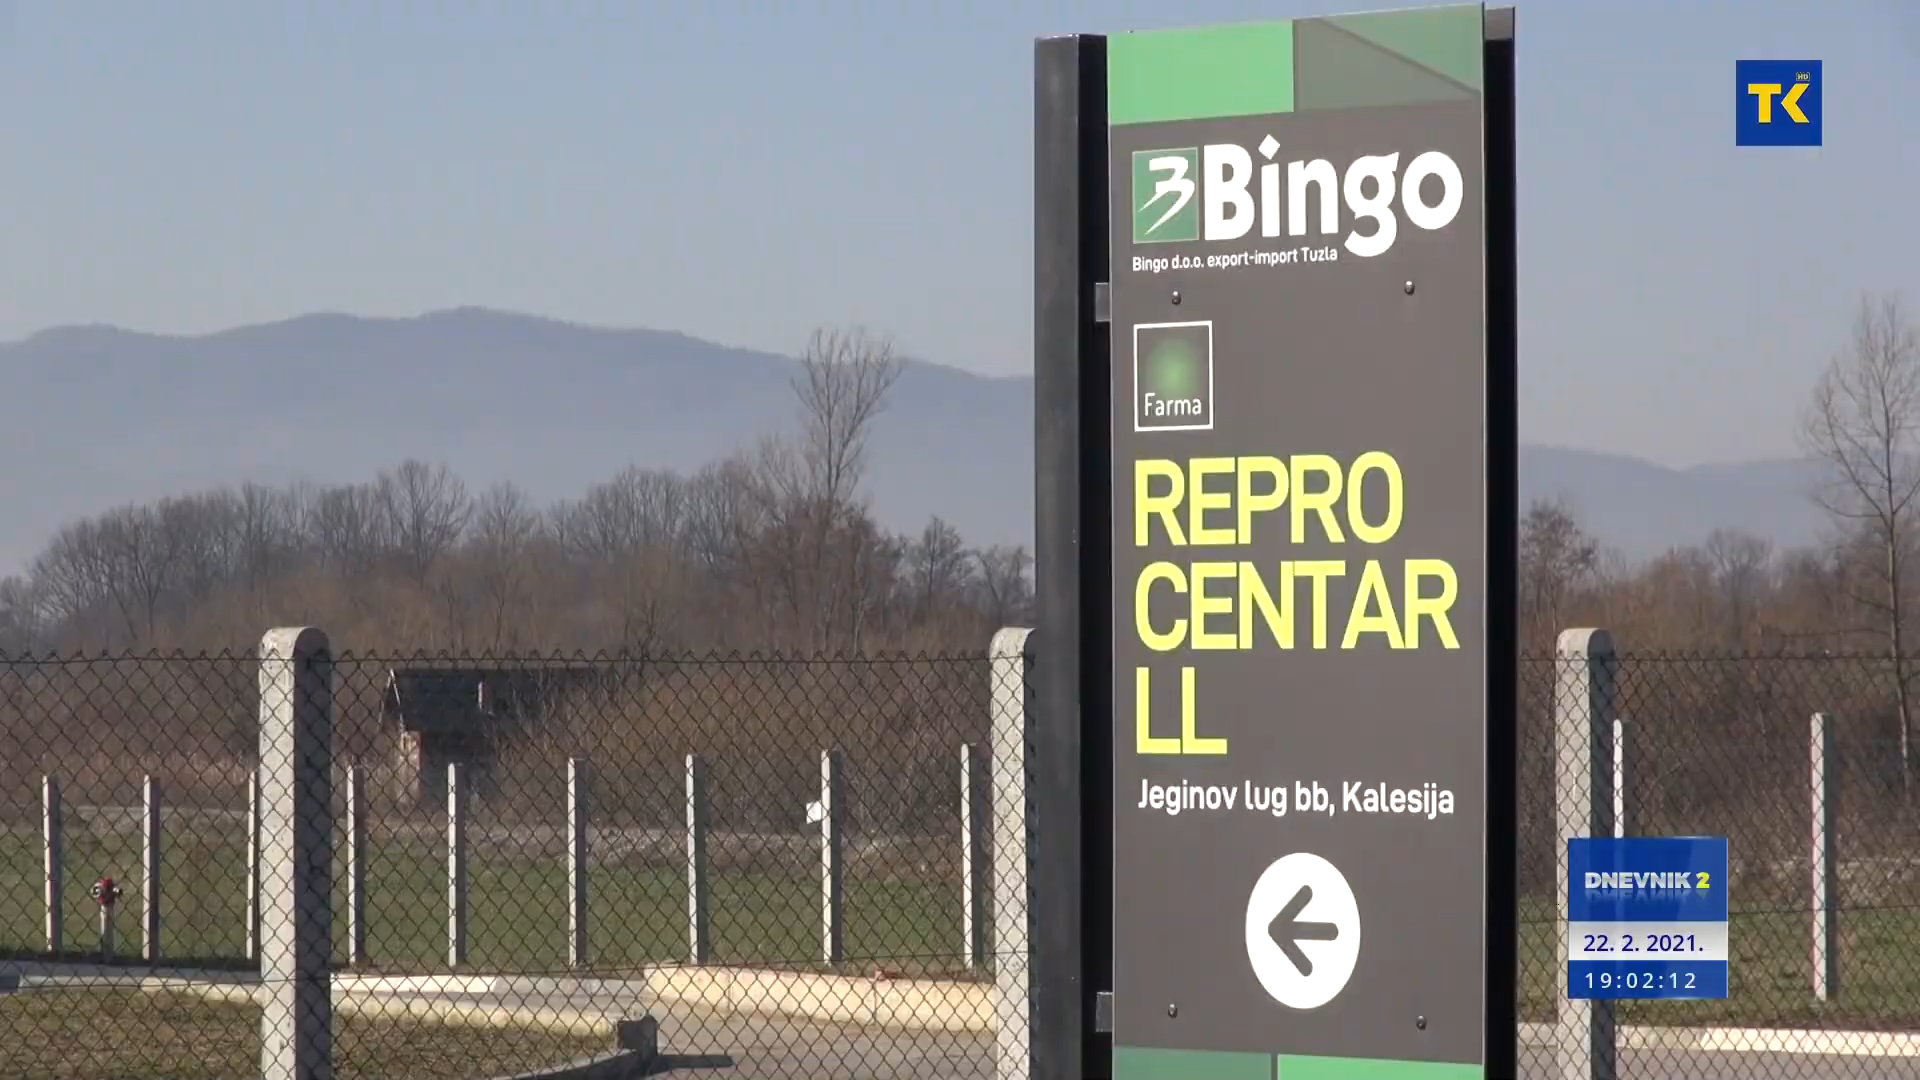 TK HD
Bingo
Bingo d.o.o. export-import Tuzla
Farma
REPRO
CENTAR
LL
Jeginov lug bb, Kalesija
DNEVNIK 2
22. 2. 2021.
19:02:12